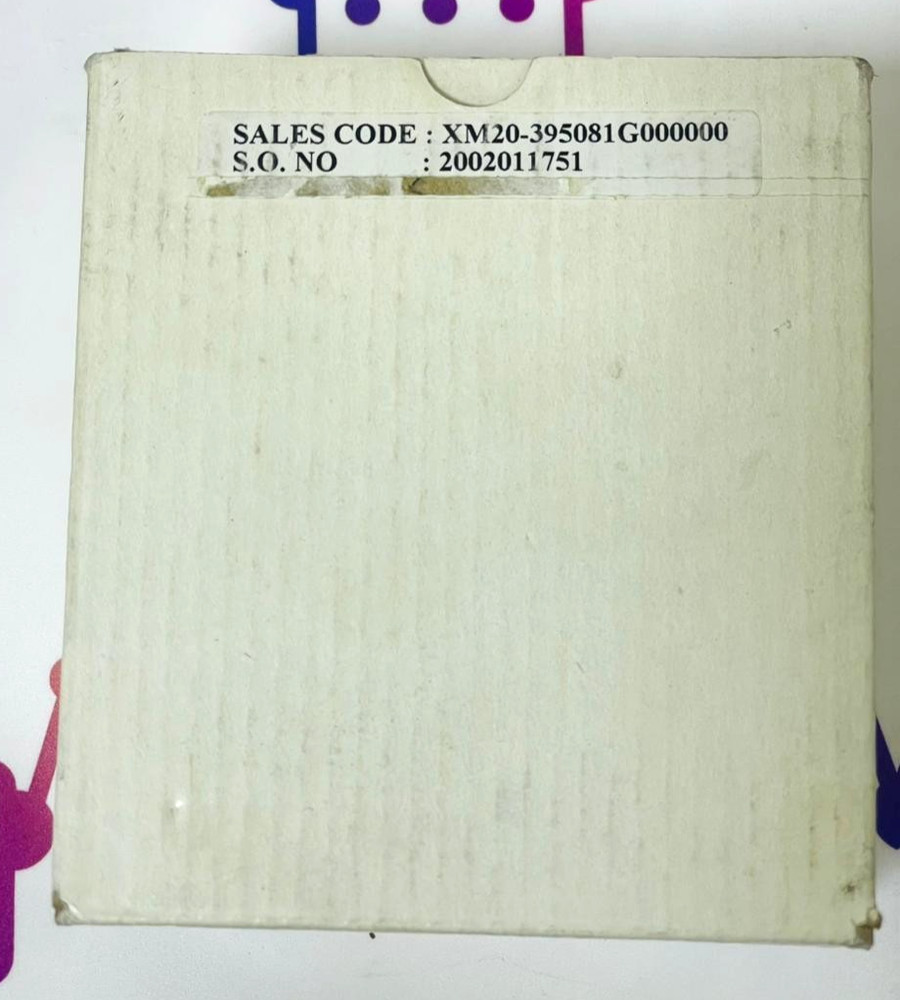 SALES CODE : XM20-395081G000000
S.O. NO : 2002011751